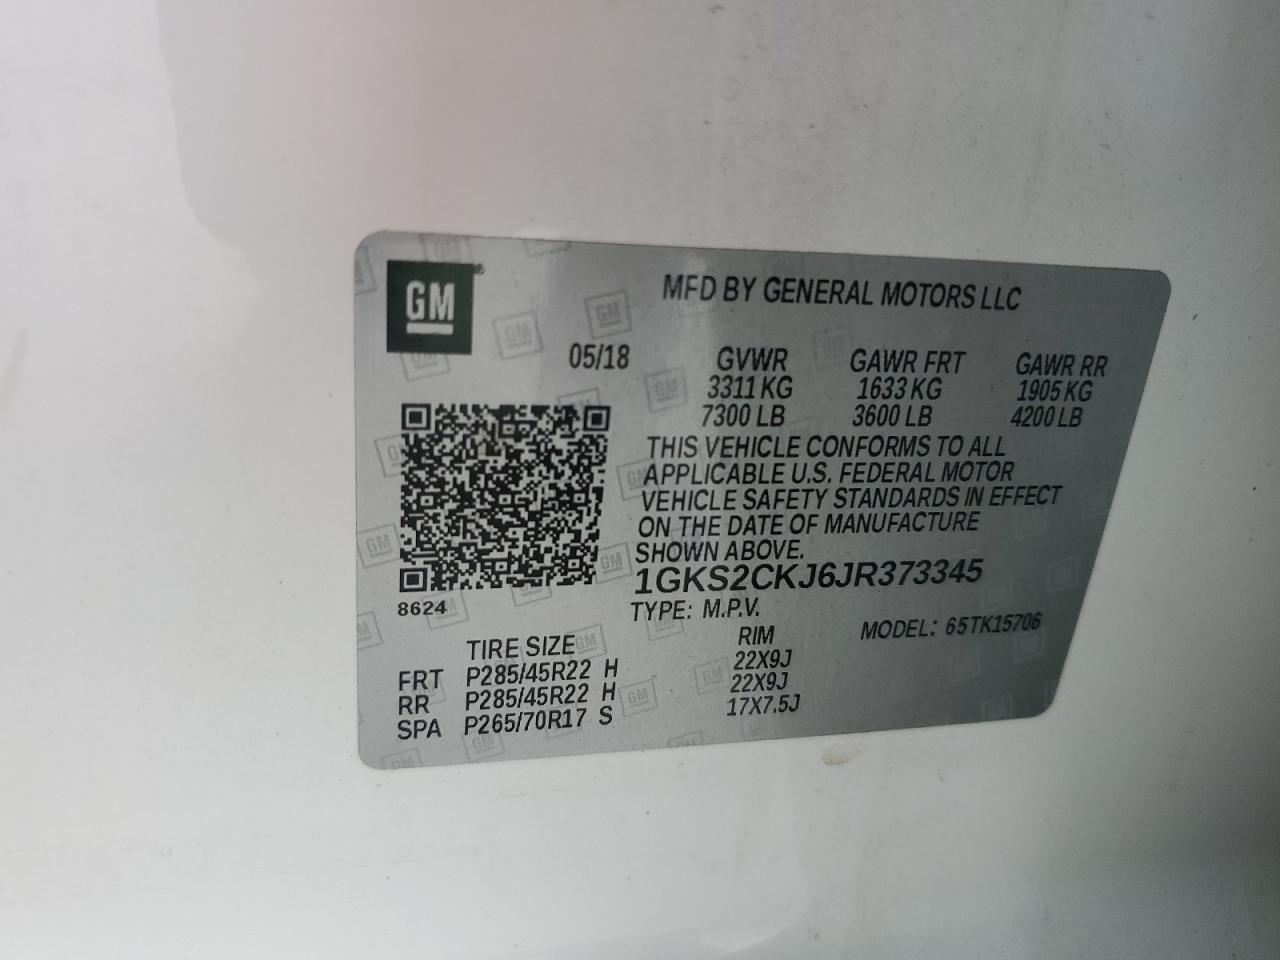 GM
MFD BY GENERAL MOTORS LLC
05/18 GVWR GAWR FRT GAWR RR
3311 KG 1633 KG 1905 KG
7300 LB 3600 LB 4200 LB
THIS VEHICLE CONFORMS TO ALL
APPLICABLE U.S. FEDERAL MOTOR
VEHICLE SAFETY STANDARDS IN EFFECT
ON THE DATE OF MANUFACTURE
SHOWN ABOVE.
1GKS2CKJ6JR373345
8624
TYPE: M.P.V. MODEL: 65TK15706
TIRE SIZE RIM
FRT P285/45R22 H 22X9J
RR P285/45R22 H 22X9J
SPA P265/70R17 S 17X7.5J